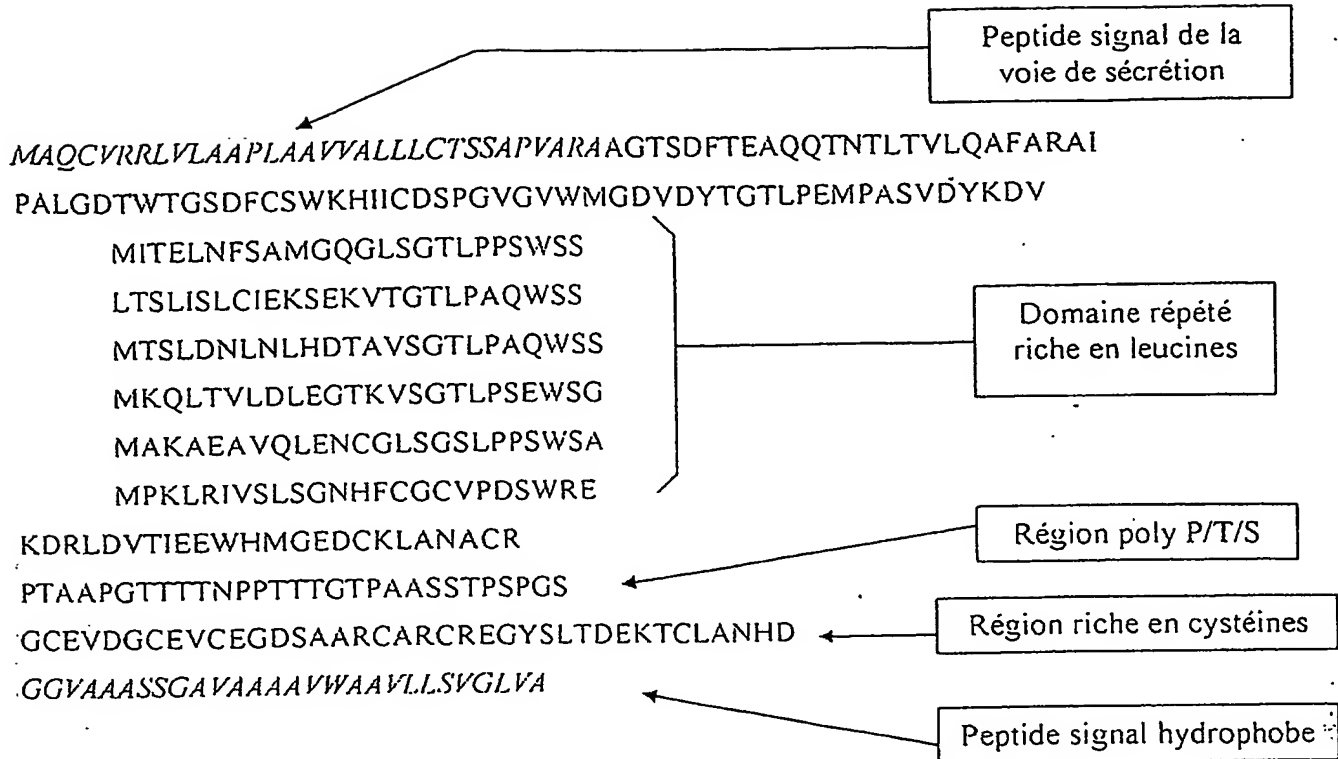 Peptide signal de la
voie de sécrétion
MAQCVRRLVLAAPLAAVVALLLCTSSAPVARAAGTSDFTEAQQTNTLTVLQAFARAI
PALGDTWTGSDFCSWKHIICDSPGVGVWMGDVDYTGTLPEMPASVDYKDV
MITELNFSAMGQGLSGTLPPSWSS
LTSLISLCIEKSEKVTGTLPAQWSS
MTSLDNLNLHDTAVSGTLPAQWSS
MKQLTVLDLEGTKVSGTLPSEWSG
MAKAEAVQLENCGLSGSLPPSWSA
MPKLRIVSLSGNHFCGCVPDSWRE
Domaine répété
riche en leucines
KDRLDVTIEEWHMGEDCKLANACR
Région poly P/T/S
PTAAPGTTTTNPPTTTGTPAASSTPSPGS
GCEVDGCEVCEGDSAARCARCREGYSLTDEKTCLANHD
Région riche en cystéines
GGVAAASSGAVAAAAVWAAVLLSVGLVA
Peptide signal hydrophobe